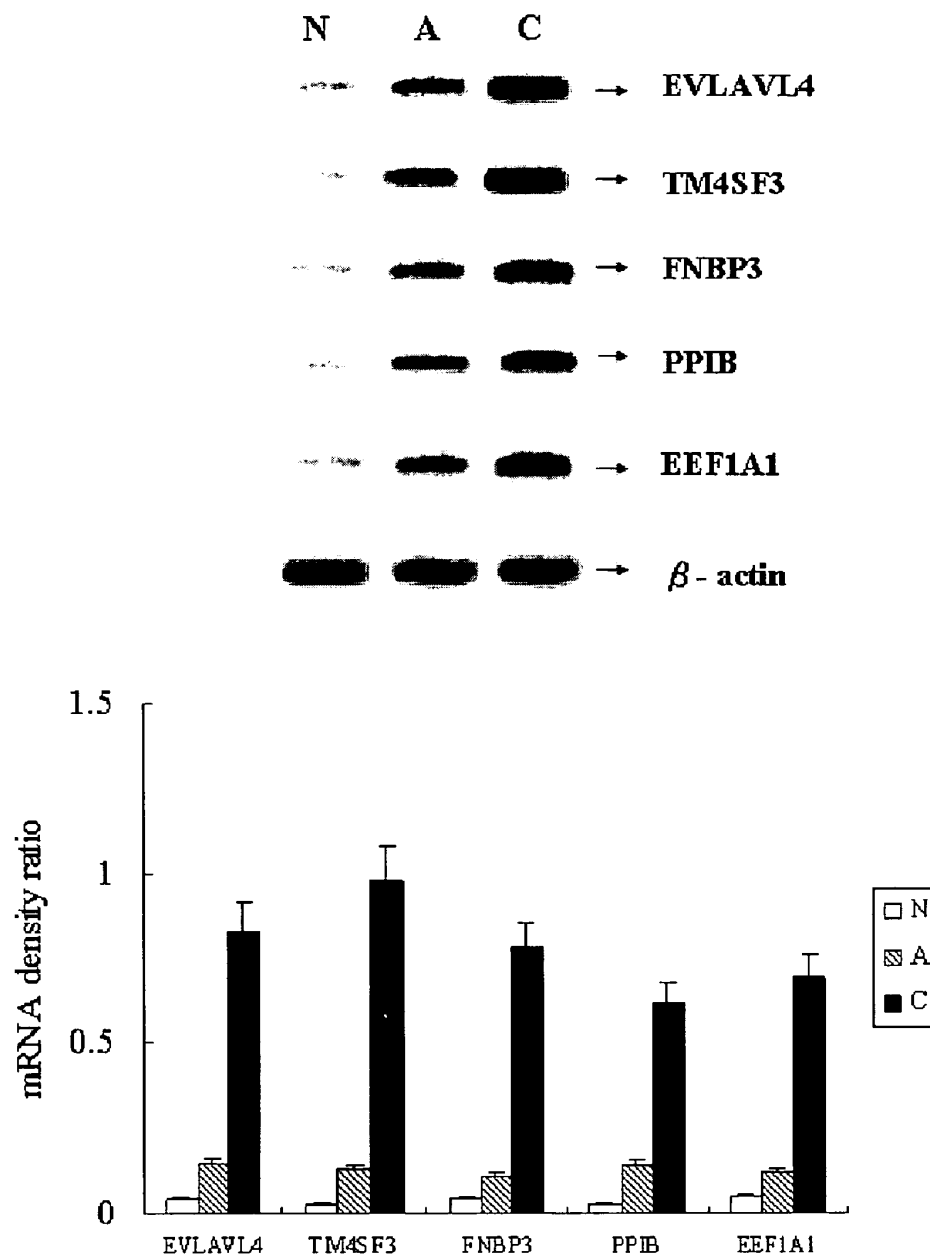 N A C
→ EVLAVL4
→ TM4SF3
→ FNBP3
→ PPIB
→ EEF1A1
→ β - actin
1.5
1
0.5
0
mRNA density ratio
N
A
C
EVLAVL4 TM4SF3 FNBP3 PPIB EEF1A1